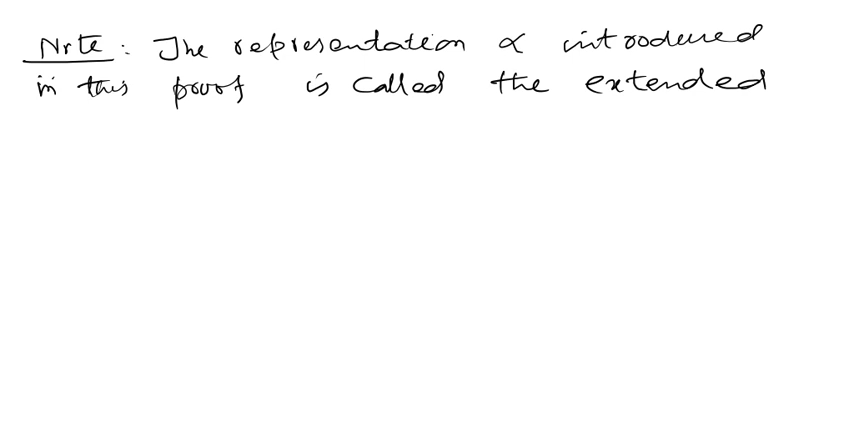 Note: The representation α introduced
in this proof is called the extended